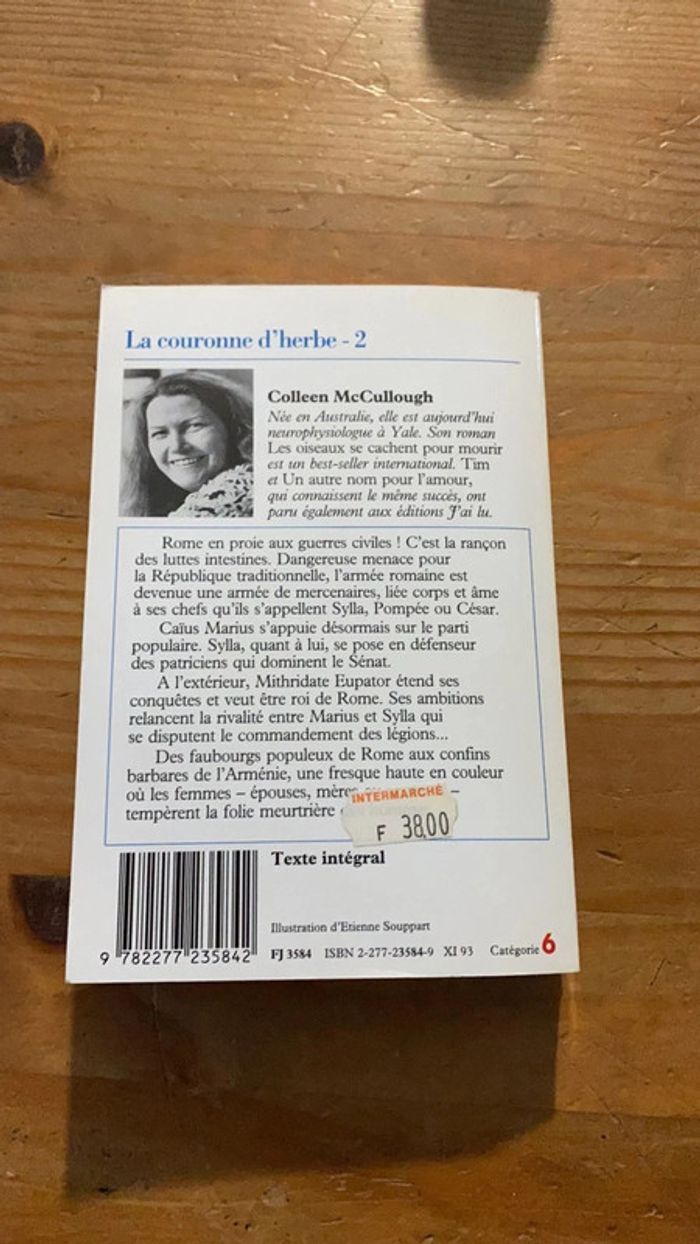 La couronne d'herbe - 2
Colleen McCullough
Née en Australie, elle est aujourd'hui
neurophysiologue à Yale. Son roman
Les oiseaux se cachent pour mourir
est un best-seller international. Tim
et Un autre nom pour l'amour,
qui connaissent le même succès, ont
paru également aux éditions J'ai lu.
Rome en proie aux guerres civiles ! C'est la rançon
des luttes intestines. Dangereuse menace pour
la République traditionnelle, l'armée romaine est
devenue une armée de mercenaires, liée corps et âme
à ses chefs qu'ils s'appellent Sylla, Pompée ou César.
Caïus Marius s'appuie désormais sur le parti
populaire. Sylla, quant à lui, se pose en défenseur
des patriciens qui dominent le Sénat.
A l'extérieur, Mithridate Eupator étend ses
conquêtes et veut être roi de Rome. Ses ambitions
relancent la rivalité entre Marius et Sylla qui
se disputent le commandement des légions...
Des faubourgs populeux de Rome aux confins
barbares de l'Arménie, une fresque haute en couleur
où les femmes – épouses, mères –
tempèrent la folie meurtrière
INTERMARCHÉ
F 38,00
Texte intégral
Illustration d'Etienne Souppart
9 782277 235842
FJ 3584 ISBN 2-277-23584-9 XI 93 Catégorie 6